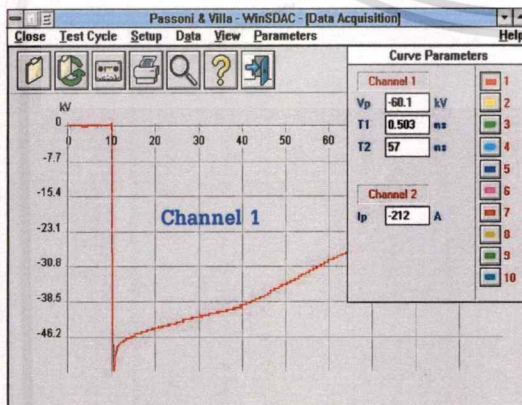 Passoni & Villa - WinSDAC - [Data Acquisition]
Close Test Cycle Setup Data View Parameters Help
Curve Parameters
Channel 1
Vp -60.1 kV
T1 0.503 ns
T2 57 ns
Channel 2
Ip -212 A
1
2
3
4
5
6
7
8
9
10
kV
0
-7.7
-15.4
-23.1
-30.8
-38.5
-46.2
0 10 20 30 40 50 60
Channel 1